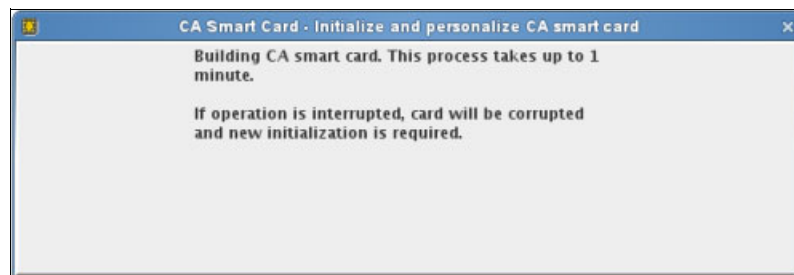 CA Smart Card - Initialize and personalize CA smart card
Building CA smart card. This process takes up to 1
minute.
If operation is interrupted, card will be corrupted
and new initialization is required.